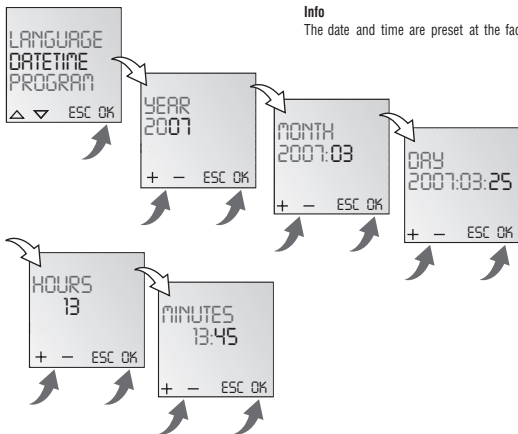 Info
The date and time are preset at the
LANGUAGE
DATETIME
PROGRAM
ESC OK
YEAR
2007
+ − ESC OK
MONTH
2007:03
+ − ESC OK
DAY
2007:03:25
+ − ESC OK
HOURS
13
+ − ESC OK
MINUTES
13:45
+ − ESC OK